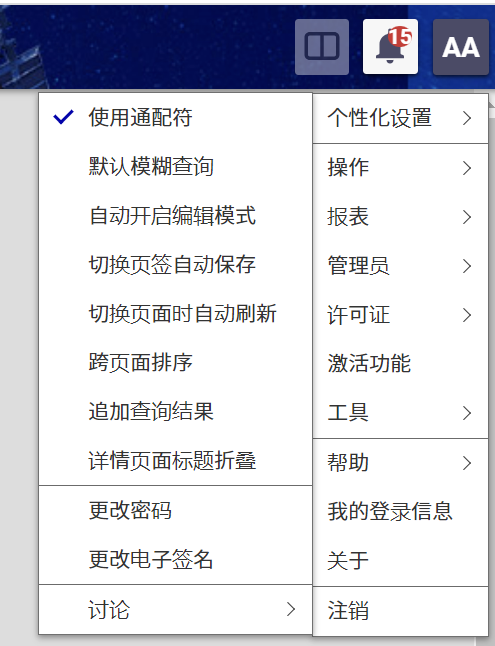 15
AA
使用通配符
默认模糊查询
自动开启编辑模式
切换页签自动保存
切换页面时自动刷新
跨页面排序
追加查询结果
详情页面标题折叠
更改密码
更改电子签名
讨论
个性化设置
操作
报表
管理员
许可证
激活功能
工具
帮助
我的登录信息
关于
注销